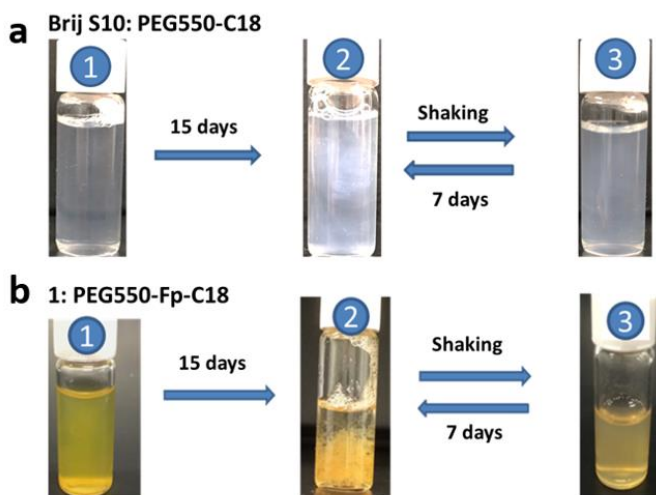 a Brij S10: PEG550-C18
1
2
3
15 days
Shaking
7 days
b 1: PEG550-Fp-C18
1
2
3
15 days
Shaking
7 days